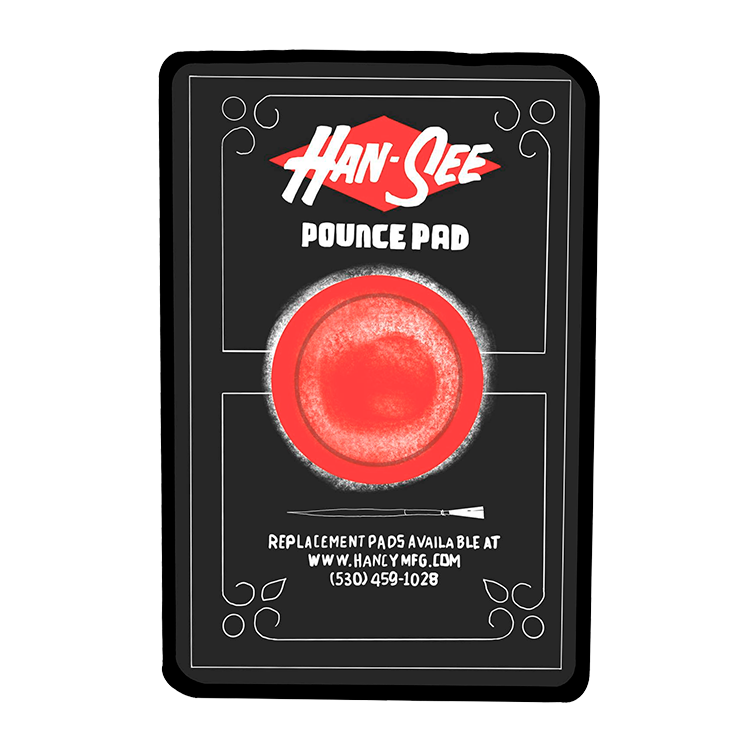 HAN-SEE
POUNCE PAD
REPLACEMENT PADS AVAILABLE AT
WWW.HANCYMFG.COM
(530) 459-1028